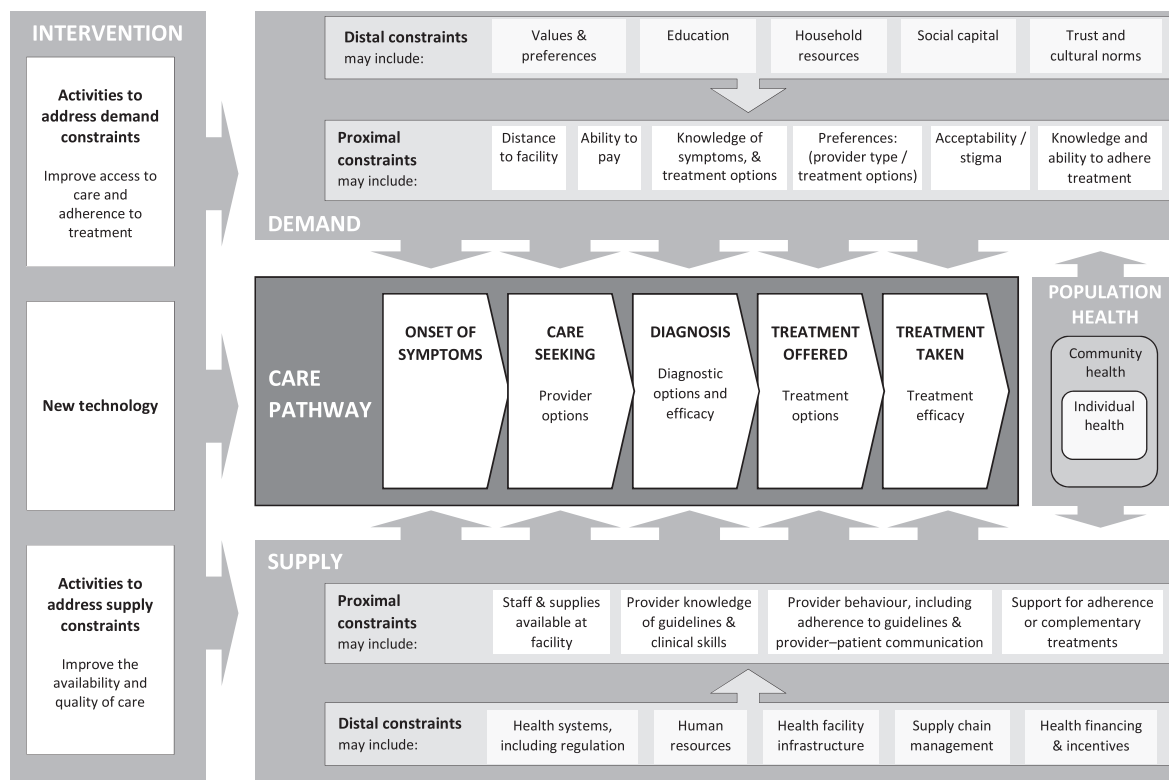 INTERVENTION
Activities to
address demand
constraints
Improve access to
care and
adherence to
treatment
New technology
Activities to
address supply
constraints
Improve the
availability and
quality of care
Distal constraints
may include:
Values &
preferences
Education
Household
resources
Social capital
Trust and
cultural norms
Proximal
constraints
may include:
Distance
to facility
Ability to
pay
Knowledge of
symptoms, &
treatment options
Preferences:
(provider type /
treatment options)
Acceptability /
stigma
Knowledge and
ability to adhere
treatment
DEMAND
CARE
PATHWAY
ONSET OF
SYMPTOMS
CARE
SEEKING
Provider
options
DIAGNOSIS
Diagnostic
options and
efficacy
TREATMENT
OFFERED
Treatment
options
TREATMENT
TAKEN
Treatment
efficacy
POPULATION
HEALTH
Community
health
Individual
health
SUPPLY
Proximal
constraints
may include:
Staff & supplies
available at
facility
Provider knowledge
of guidelines &
clinical skills
Provider behaviour, including
adherence to guidelines &
provider–patient communication
Support for adherence
or complementary
treatments
Distal constraints
may include:
Health systems,
including regulation
Human
resources
Health facility
infrastructure
Supply chain
management
Health financing
& incentives